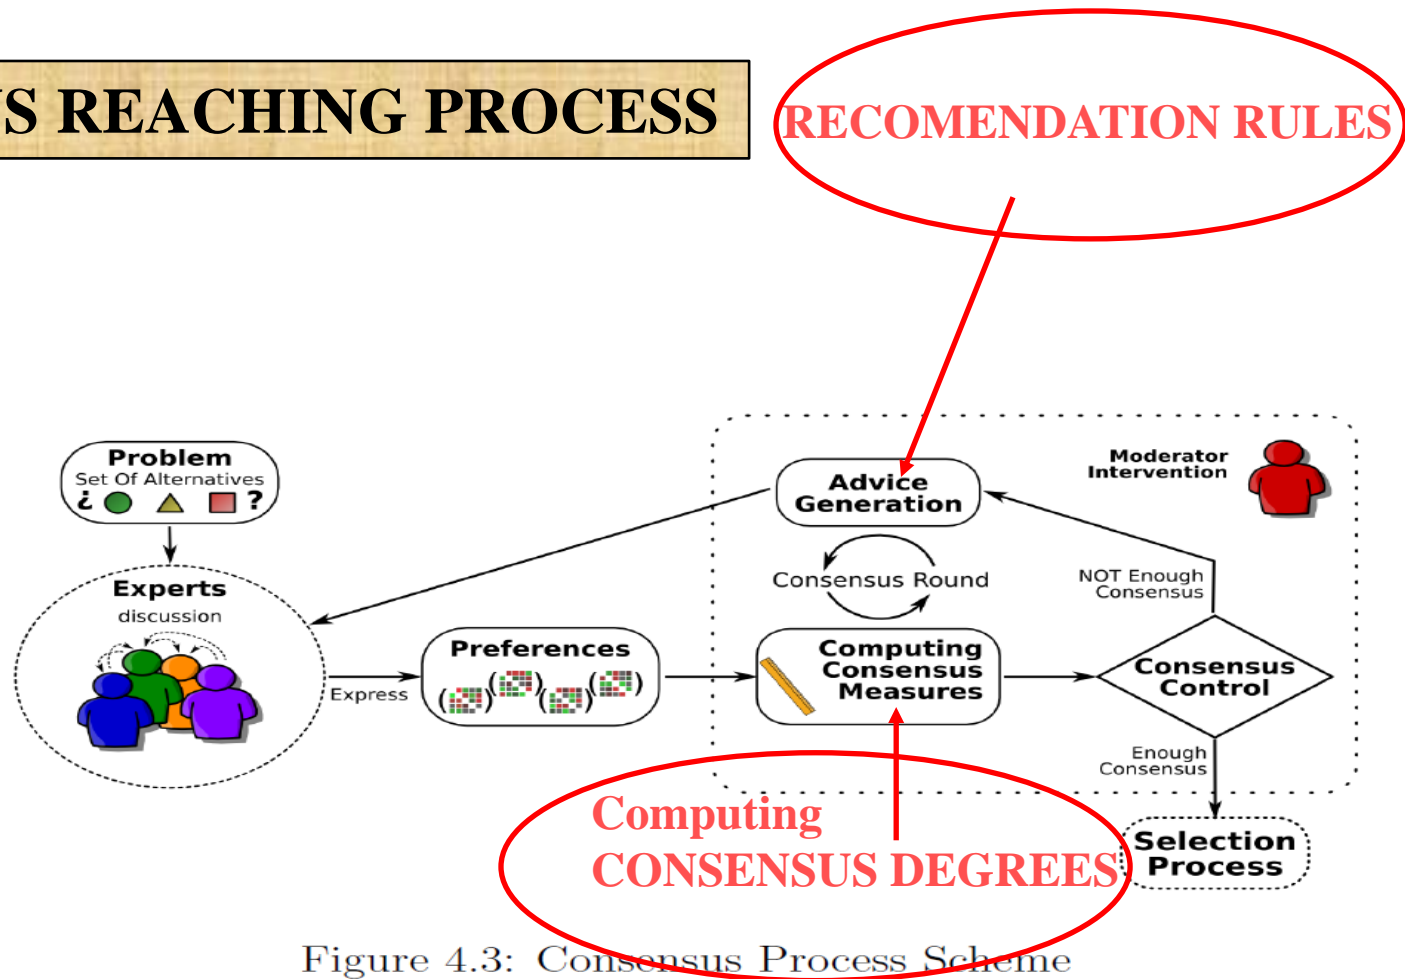 S REACHING PROCESS
RECOMENDATION RULES
Problem
Set Of Alternatives
¿ ?
Experts
discussion
Express
Preferences
Advice
Generation
Consensus Round
Computing
Consensus
Measures
Moderator
Intervention
NOT Enough
Consensus
Consensus
Control
Enough
Consensus
Selection
Process
Computing
CONSENSUS DEGREES
Figure 4.3: Consensus Process Scheme